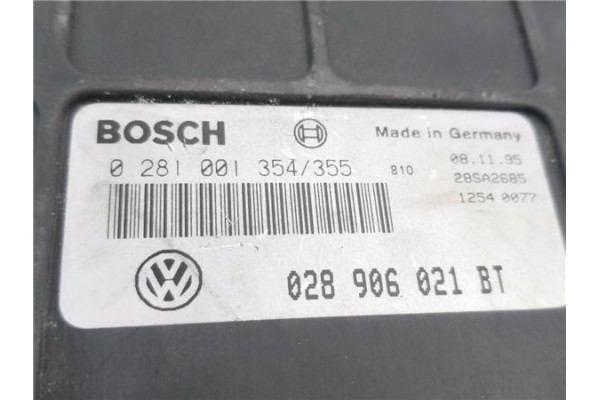 BOSCH
Made in Germany
0 281 001 354/355 810 08.11.95
28SA2685
1254 0077
028 906 021 BT